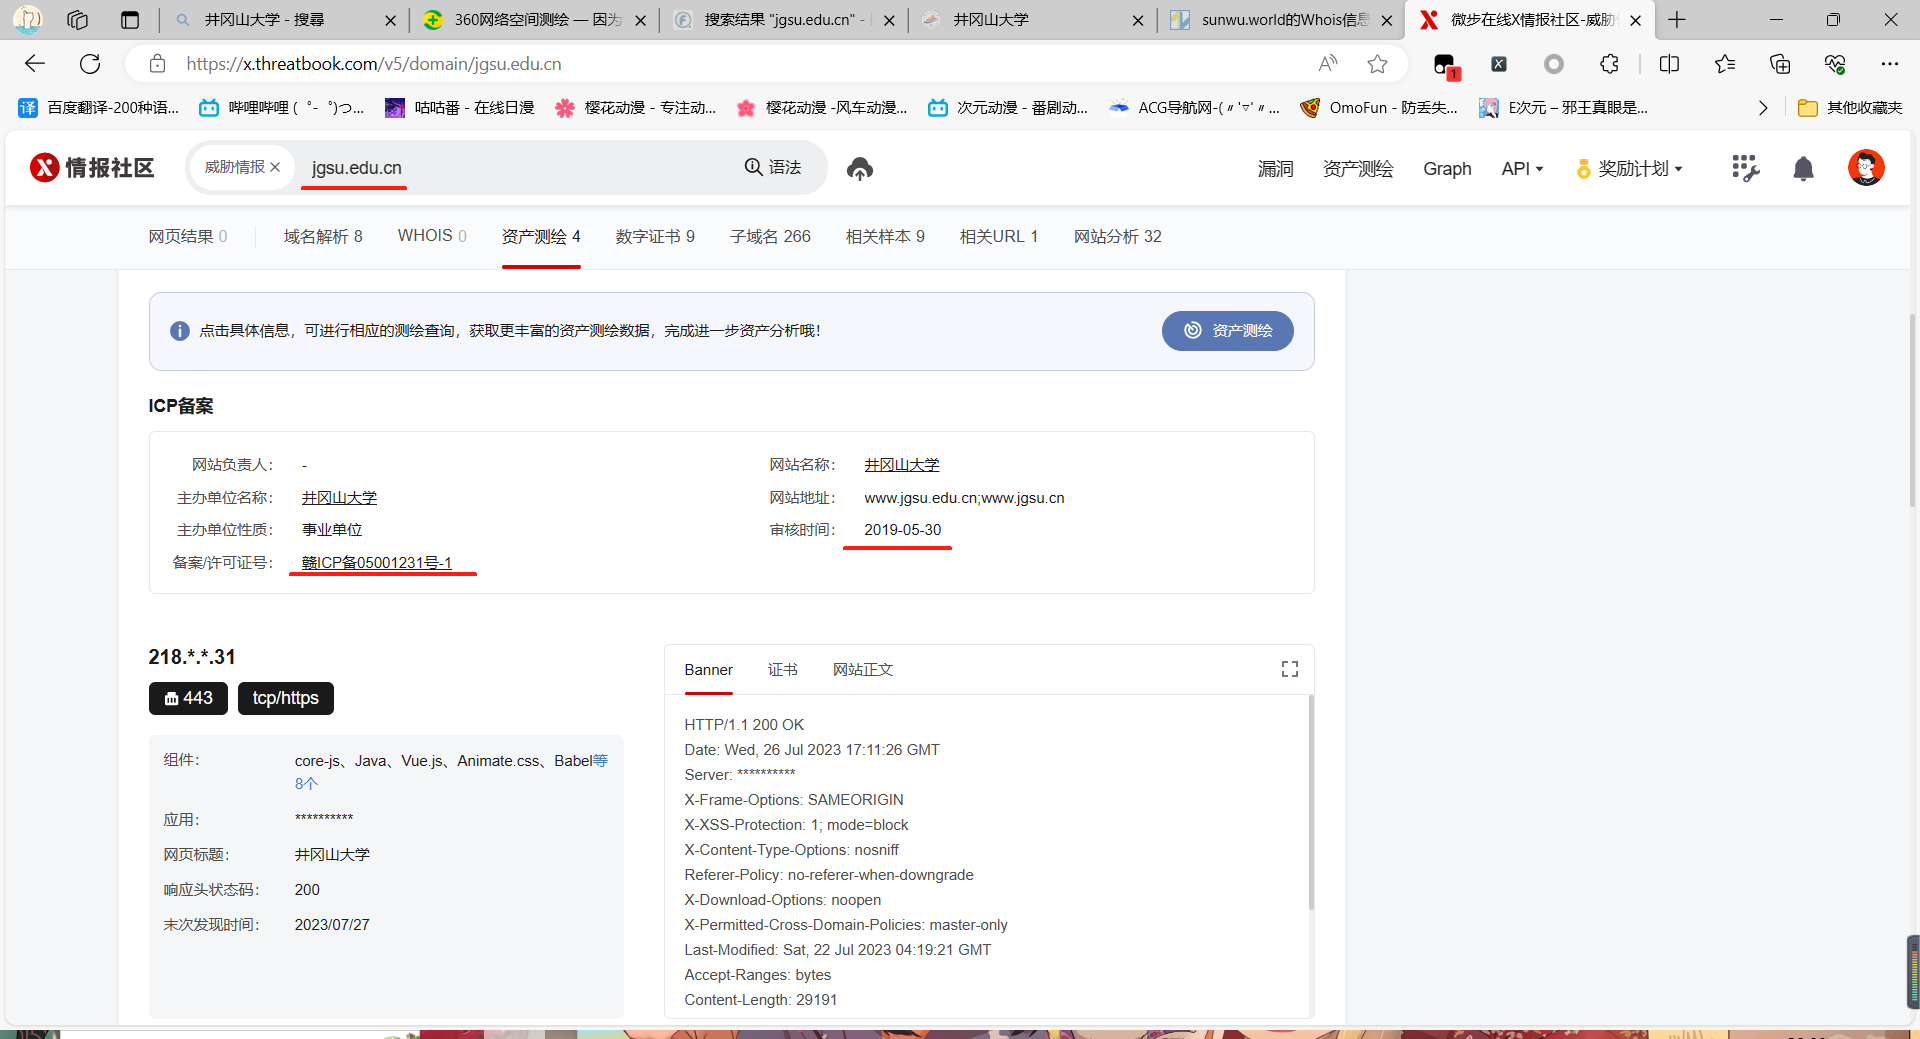 井冈山大学 - 搜尋
360网络空间测绘 — 因为
搜索结果 "jgsu.edu.cn" -
井冈山大学
sunwu.world的Whois信息
微步在线X情报社区-威胁
https://x.threatbook.com/v5/domain/jgsu.edu.cn
1
译 百度翻译-200种语...
哔哩哔哩 (゜-゜)つ...
咕咕番 - 在线日漫
樱花动漫 - 专注动...
樱花动漫 -风车动漫...
次元动漫 - 番剧动...
ACG导航网-(〃'▽'〃...
OmoFun - 防丢失...
E次元 – 邪王真眼是...
其他收藏夹
X 情报社区
威胁情报 ×
jgsu.edu.cn
语法
漏洞
资产测绘
Graph
API
奖励计划
网页结果 0
域名解析 8
WHOIS 0
资产测绘 4
数字证书 9
子域名 266
相关样本 9
相关URL 1
网站分析 32
点击具体信息，可进行相应的测绘查询，获取更丰富的资产测绘数据，完成进一步资产分析哦！
资产测绘
ICP备案
网站负责人： -
网站名称： 井冈山大学
主办单位名称： 井冈山大学
网站地址： www.jgsu.edu.cn;www.jgsu.cn
主办单位性质： 事业单位
审核时间： 2019-05-30
备案/许可证号： 赣ICP备05001231号-1
218.*.*.31
443
tcp/https
组件： core-js、Java、Vue.js、Animate.css、Babel等
8个
应用： **********
网页标题： 井冈山大学
响应头状态码： 200
末次发现时间： 2023/07/27
Banner
证书
网站正文
HTTP/1.1 200 OK
Date: Wed, 26 Jul 2023 17:11:26 GMT
Server: **********
X-Frame-Options: SAMEORIGIN
X-XSS-Protection: 1; mode=block
X-Content-Type-Options: nosniff
Referer-Policy: no-referer-when-downgrade
X-Download-Options: noopen
X-Permitted-Cross-Domain-Policies: master-only
Last-Modified: Sat, 22 Jul 2023 04:19:21 GMT
Accept-Ranges: bytes
Content-Length: 29191